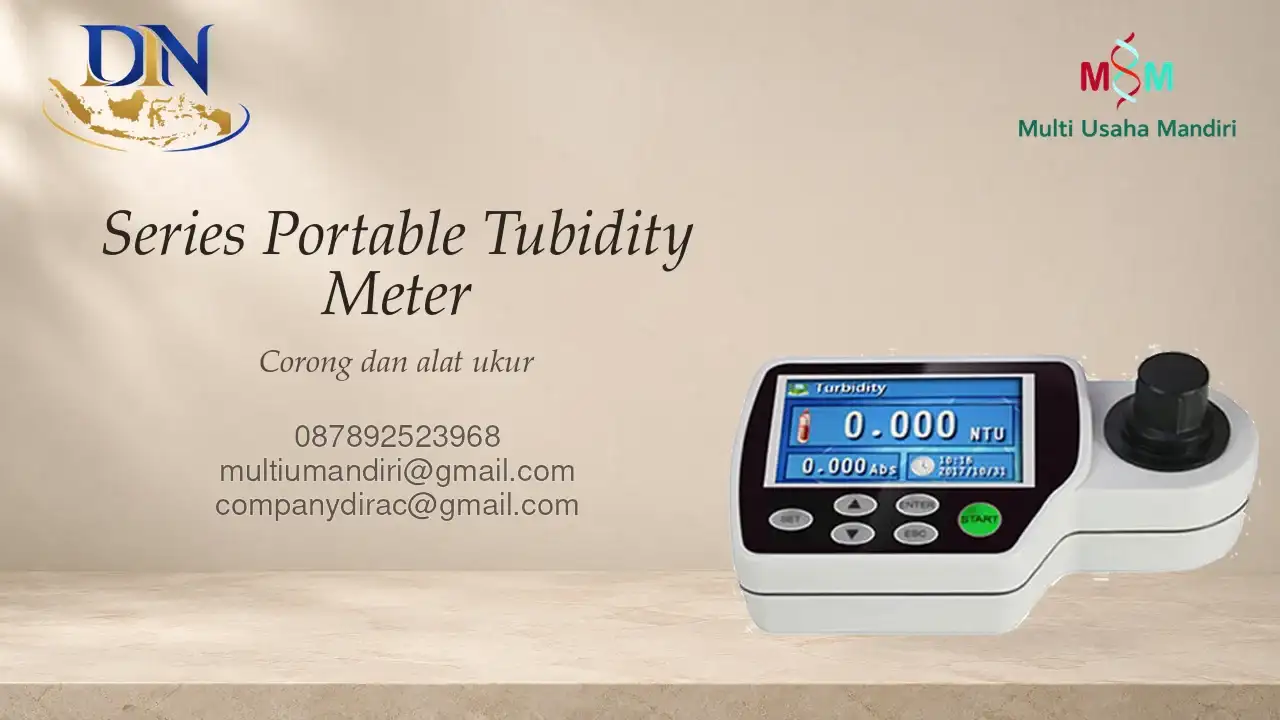 DN
M M
Multi Usaha Mandiri
Series Portable Tubidity
Meter
Corong dan alat ukur
087892523968
multiumandiri@gmail.com
companydirac@gmail.com
Turbidity
0.000 NTU
0.000 Abs
10:16
2017/10/31
SET
ENTER
ESC
START